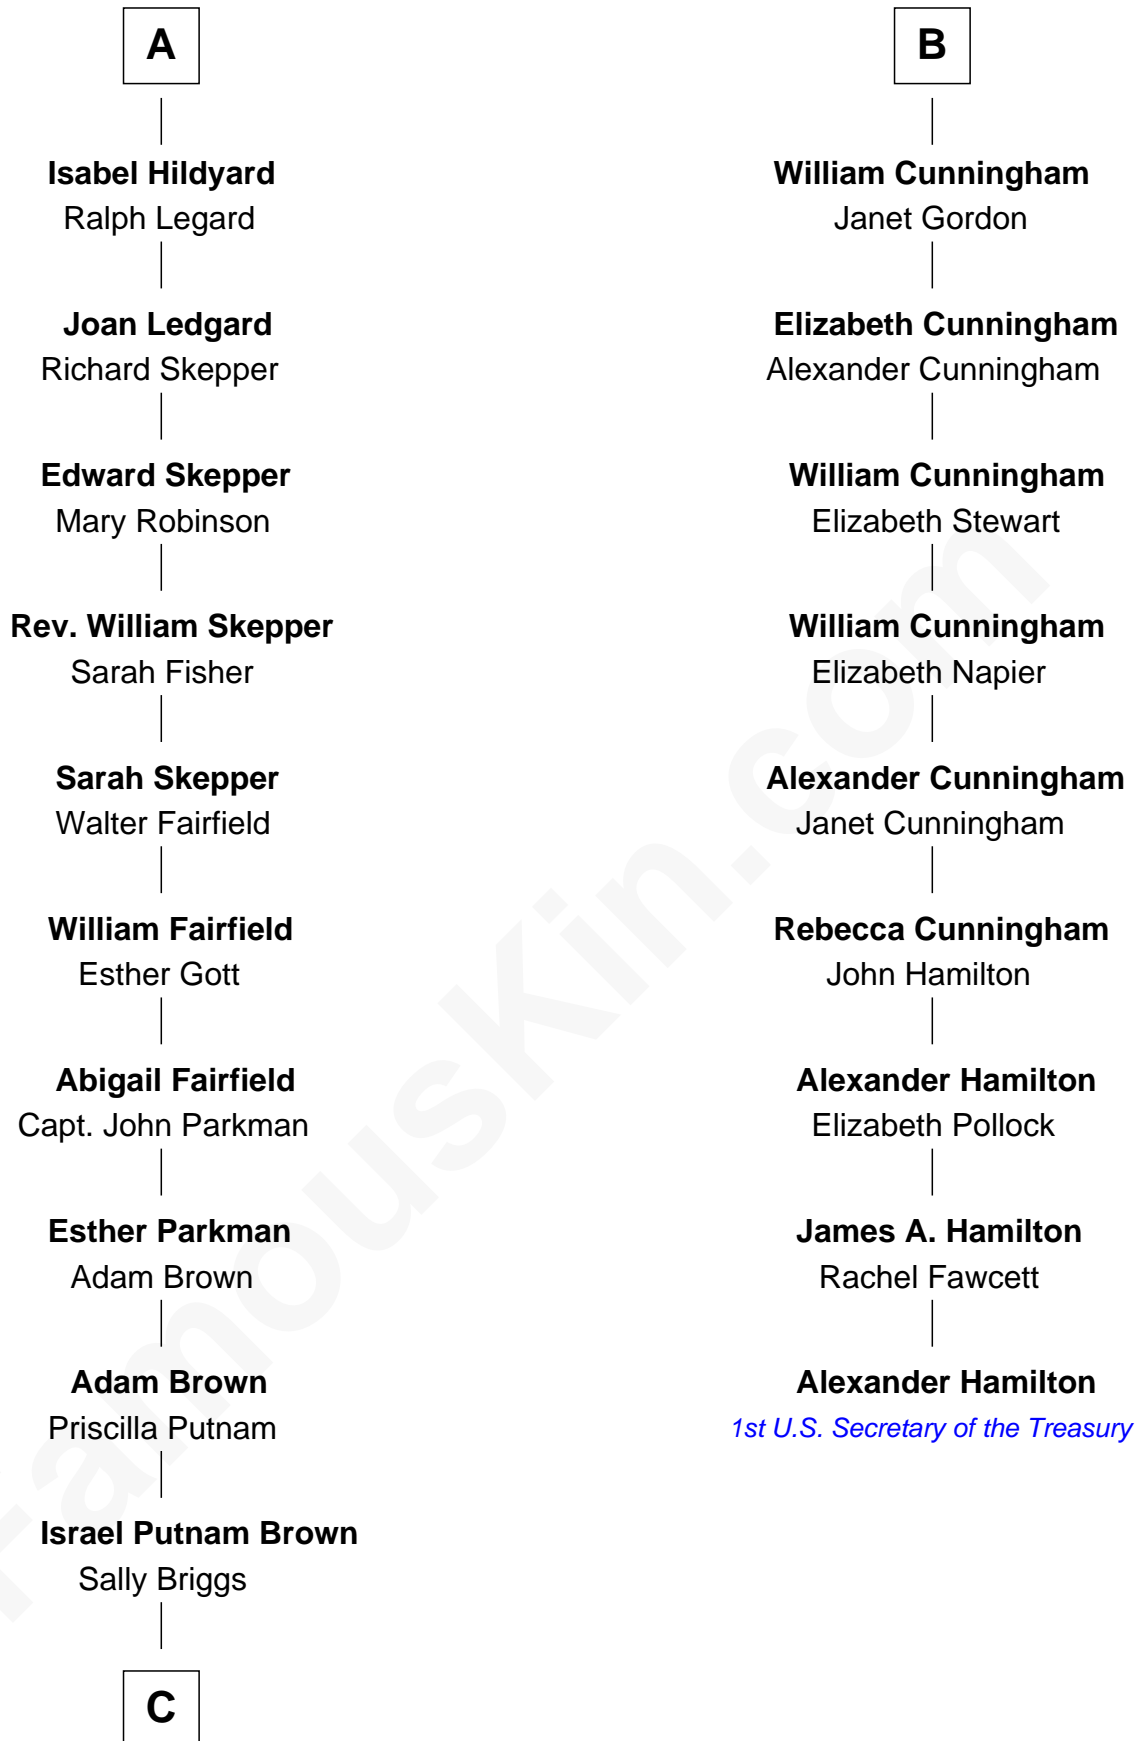 A
Isabel Hildyard
Ralph Legard
Joan Ledgard
Richard Skepper
Edward Skepper
Mary Robinson
Rev. William Skepper
Sarah Fisher
Sarah Skepper
Walter Fairfield
William Fairfield
Esther Gott
Abigail Fairfield
Capt. John Parkman
Esther Parkman
Adam Brown
Adam Brown
Priscilla Putnam
Israel Putnam Brown
Sally Briggs
C
B
William Cunningham
Janet Gordon
Elizabeth Cunningham
Alexander Cunningham
William Cunningham
Elizabeth Stewart
William Cunningham
Elizabeth Napier
Alexander Cunningham
Janet Cunningham
Rebecca Cunningham
John Hamilton
Alexander Hamilton
Elizabeth Pollock
James A. Hamilton
Rachel Fawcett
Alexander Hamilton
1st U.S. Secretary of the Treasury
FamousKin.com